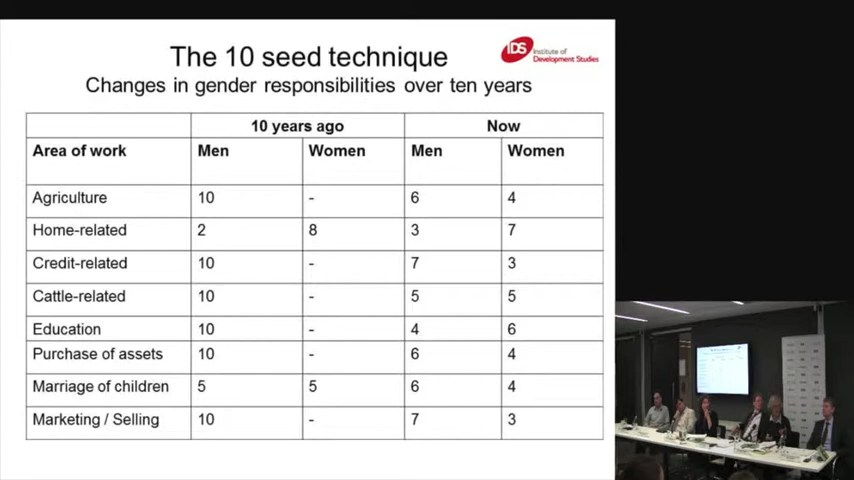 The 10 seed technique
IDS Institute of
Development Studies
Changes in gender responsibilities over ten years
10 years ago Now
Area of work Men Women Men Women
Agriculture 10 - 6 4
Home-related 2 8 3 7
Credit-related 10 - 7 3
Cattle-related 10 - 5 5
Education 10 - 4 6
Purchase of assets 10 - 6 4
Marriage of children 5 5 6 4
Marketing / Selling 10 - 7 3